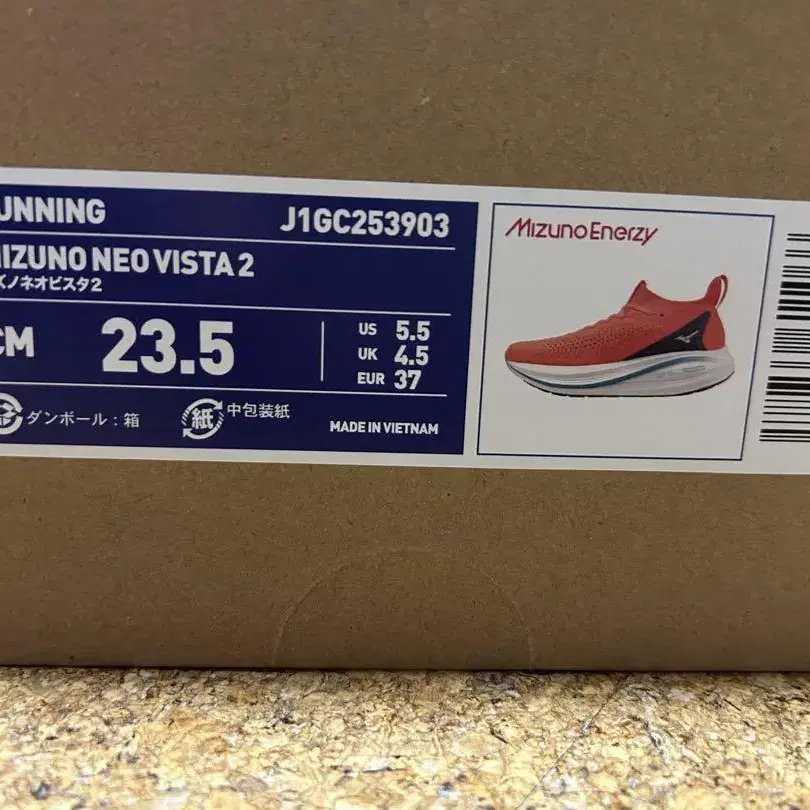 UNNING
J1GC253903
IZUNO NEO VISTA 2
ズノネオビスタ2
CM
23.5
US 5.5
UK 4.5
EUR 37
ダンボール：箱
紙 中包装紙
MADE IN VIETNAM
Mizuno Enerzy